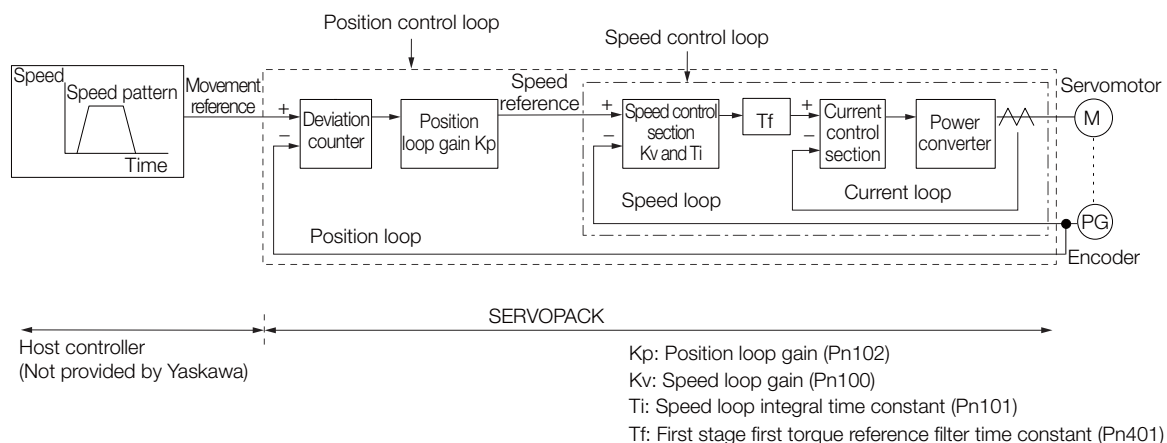 Position control loop
Speed control loop
Speed
Speed pattern
Time
Movement
reference
+
−
Deviation
counter
Position
loop gain Kp
Speed
reference
+
−
Speed control
section
Kv and Ti
Tf
+
−
Current
control
section
Power
converter
Servomotor
M
Current loop
Speed loop
Position loop
PG
Encoder
SERVOPACK
Host controller
(Not provided by Yaskawa)
Kp: Position loop gain (Pn102)
Kv: Speed loop gain (Pn100)
Ti: Speed loop integral time constant (Pn101)
Tf: First stage first torque reference filter time constant (Pn401)